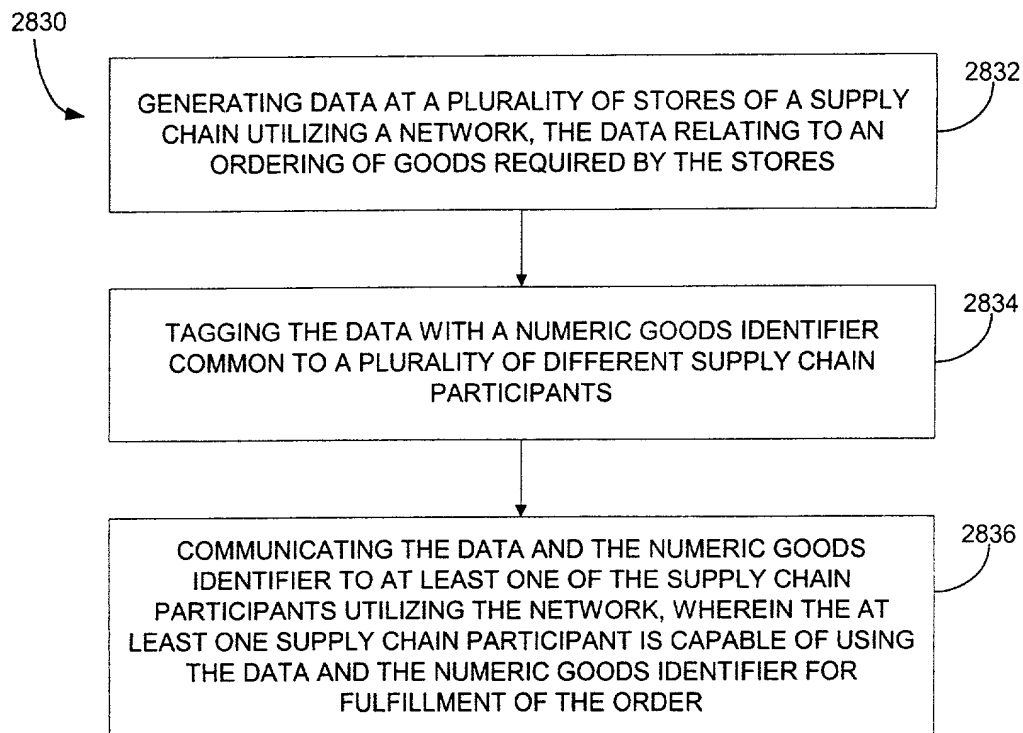 2830
2832
GENERATING DATA AT A PLURALITY OF STORES OF A SUPPLY
CHAIN UTILIZING A NETWORK, THE DATA RELATING TO AN
ORDERING OF GOODS REQUIRED BY THE STORES
2834
TAGGING THE DATA WITH A NUMERIC GOODS IDENTIFIER
COMMON TO A PLURALITY OF DIFFERENT SUPPLY CHAIN
PARTICIPANTS
2836
COMMUNICATING THE DATA AND THE NUMERIC GOODS
IDENTIFIER TO AT LEAST ONE OF THE SUPPLY CHAIN
PARTICIPANTS UTILIZING THE NETWORK, WHEREIN THE AT
LEAST ONE SUPPLY CHAIN PARTICIPANT IS CAPABLE OF USING
THE DATA AND THE NUMERIC GOODS IDENTIFIER FOR
FULFILLMENT OF THE ORDER